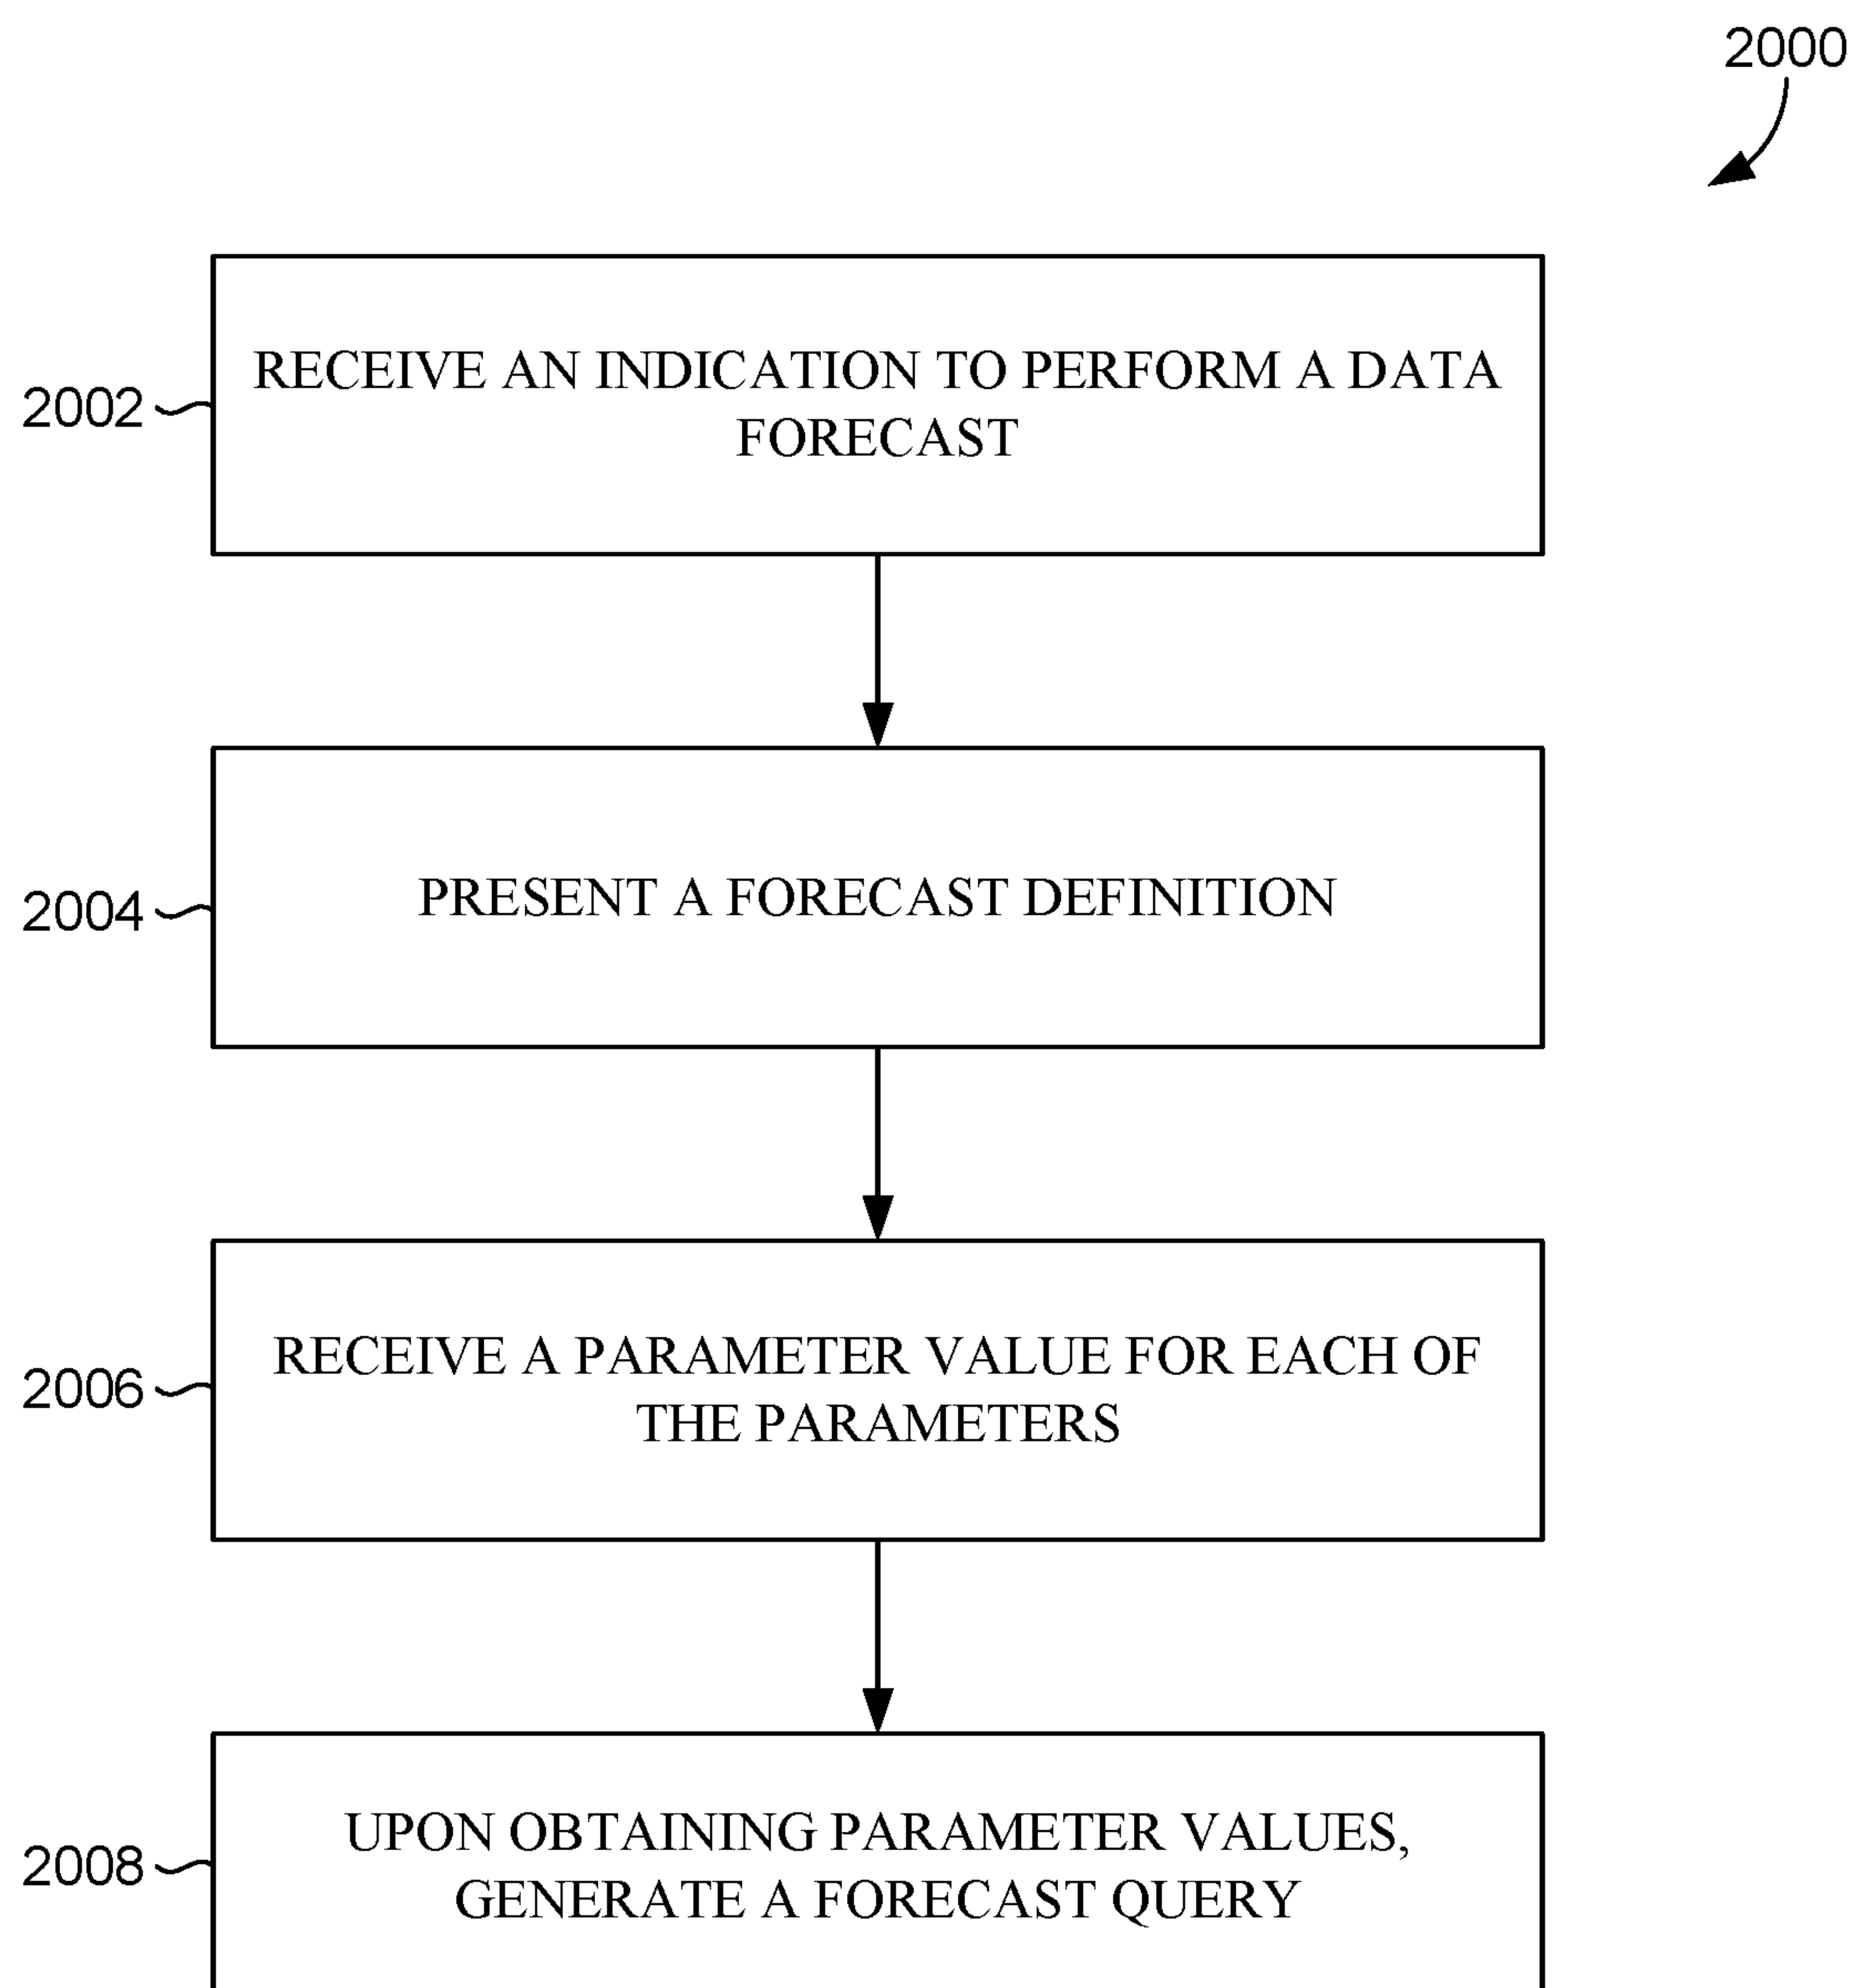 2000
2002
RECEIVE AN INDICATION TO PERFORM A DATA
FORECAST
2004
PRESENT A FORECAST DEFINITION
2006
RECEIVE A PARAMETER VALUE FOR EACH OF
THE PARAMETERS
2008
UPON OBTAINING PARAMETER VALUES,
GENERATE A FORECAST QUERY